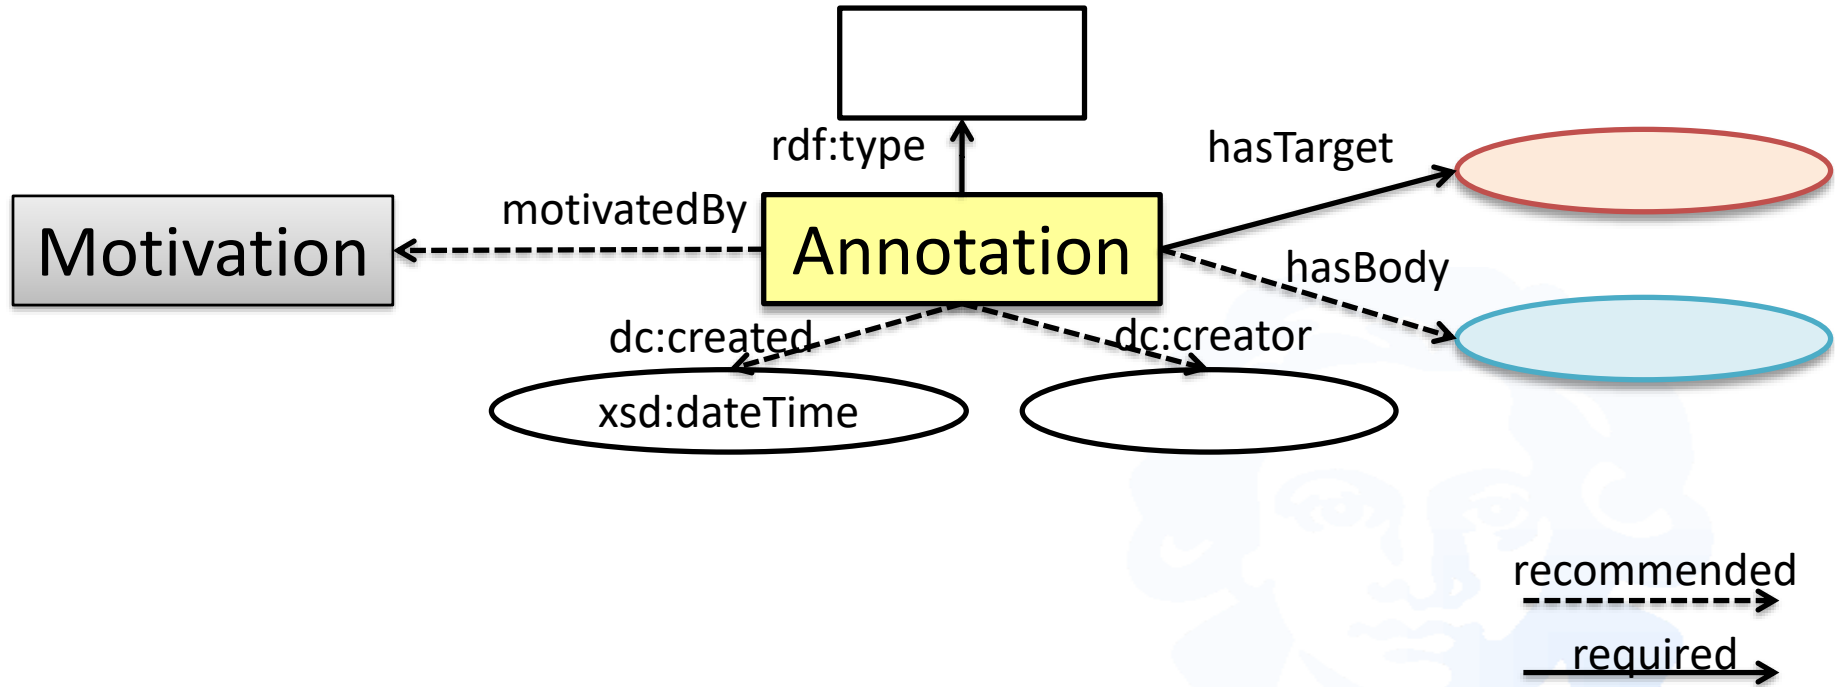 rdf:type
hasTarget
motivatedBy
Motivation
Annotation
hasBody
dc:created
dc:creator
xsd:dateTime
recommended
required